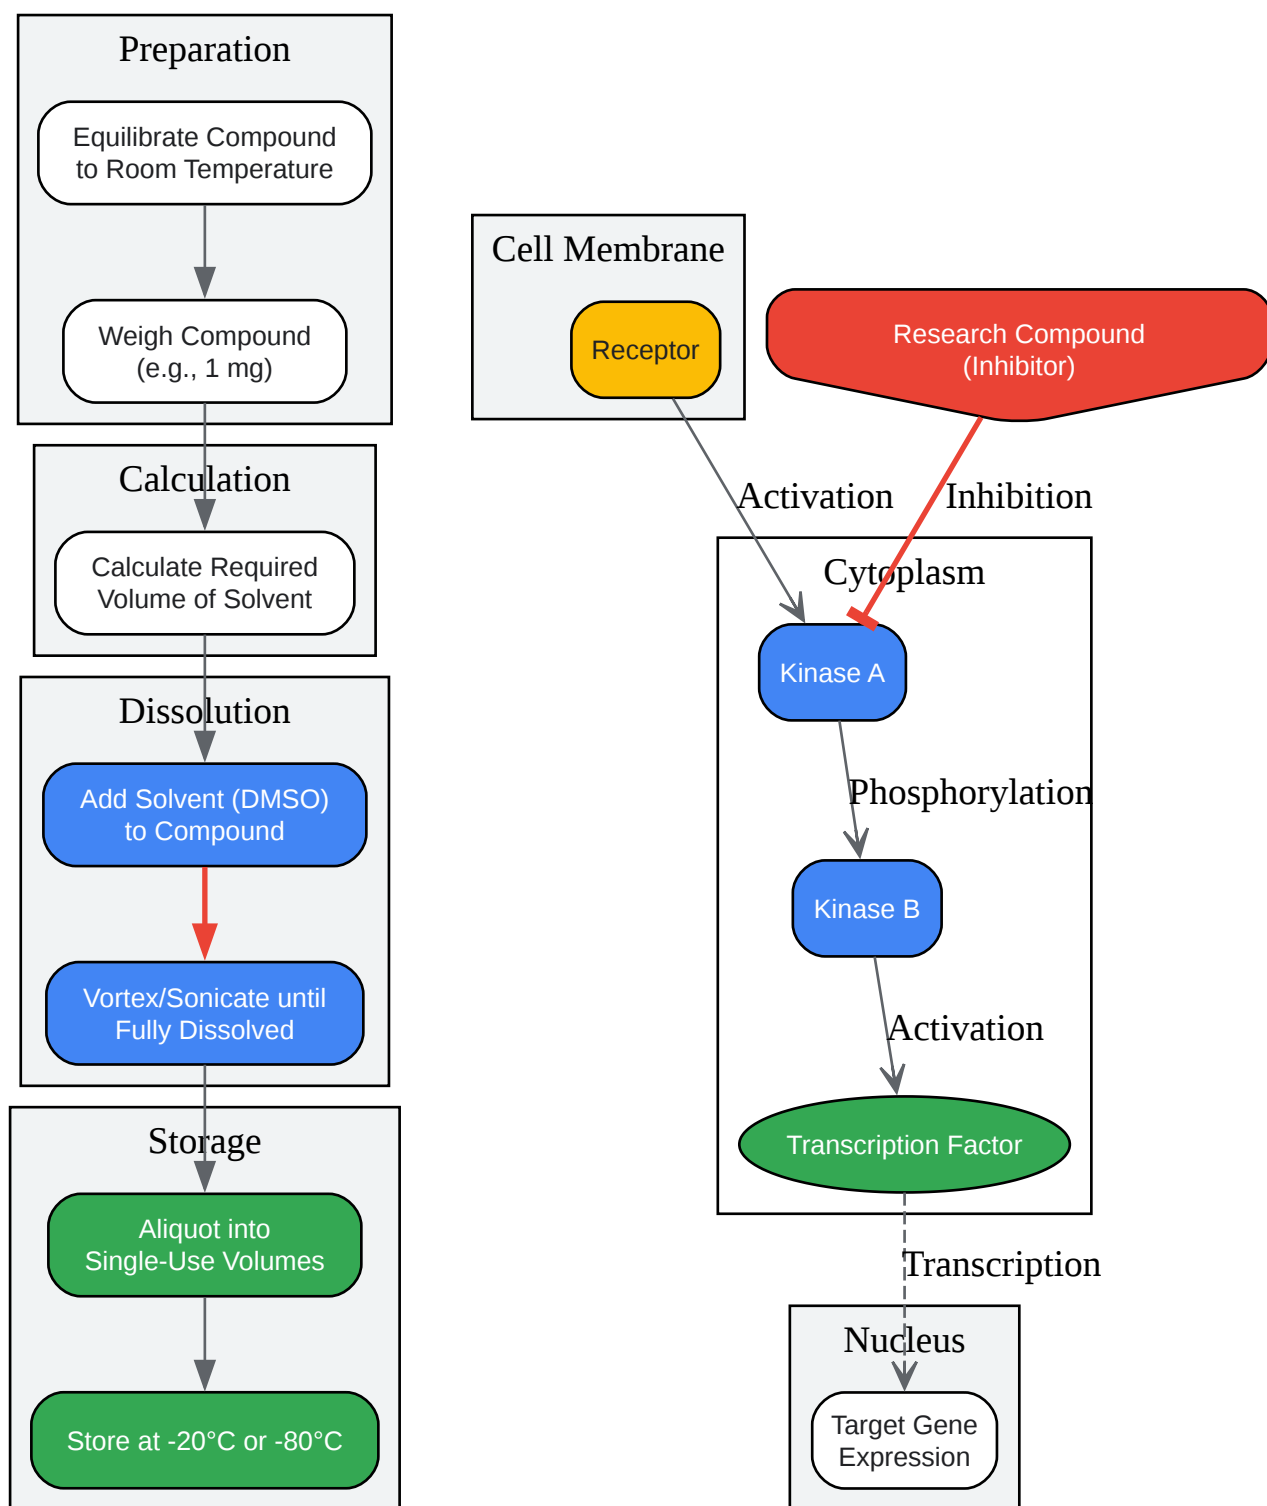 Preparation
Equilibrate Compound
to Room Temperature
Weigh Compound
(e.g., 1 mg)
Calculation
Calculate Required
Volume of Solvent
Dissolution
Add Solvent (DMSO)
to Compound
Vortex/Sonicate until
Fully Dissolved
Storage
Aliquot into
Single-Use Volumes
Store at -20°C or -80°C
Cell Membrane
Receptor
Research Compound
(Inhibitor)
Activation
Inhibition
Cytoplasm
Kinase A
Phosphorylation
Kinase B
Activation
Transcription Factor
Transcription
Nucleus
Target Gene
Expression